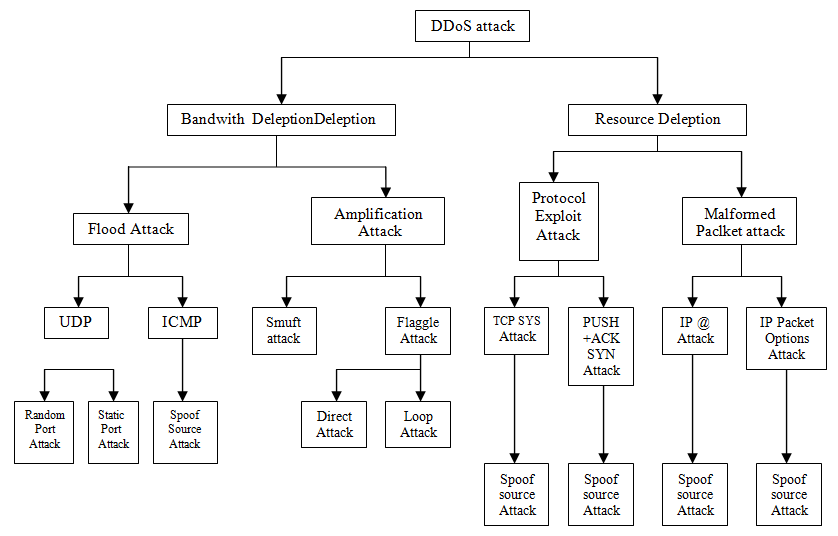 DDoS attack
Bandwith DeleptionDeleption
Resource Deleption
Flood Attack
Amplification
Attack
Protocol
Exploit
Attack
Malformed
Paclket attack
UDP
ICMP
Smuft
attack
Flaggle
Attack
TCP SYS
Attack
PUSH
+ACK
SYN
Attack
IP @
Attack
IP Packet
Options
Attack
Random
Port
Attack
Static
Port
Attack
Spoof
Source
Attack
Direct
Attack
Loop
Attack
Spoof
source
Attack
Spoof
source
Attack
Spoof
source
Attack
Spoof
source
Attack